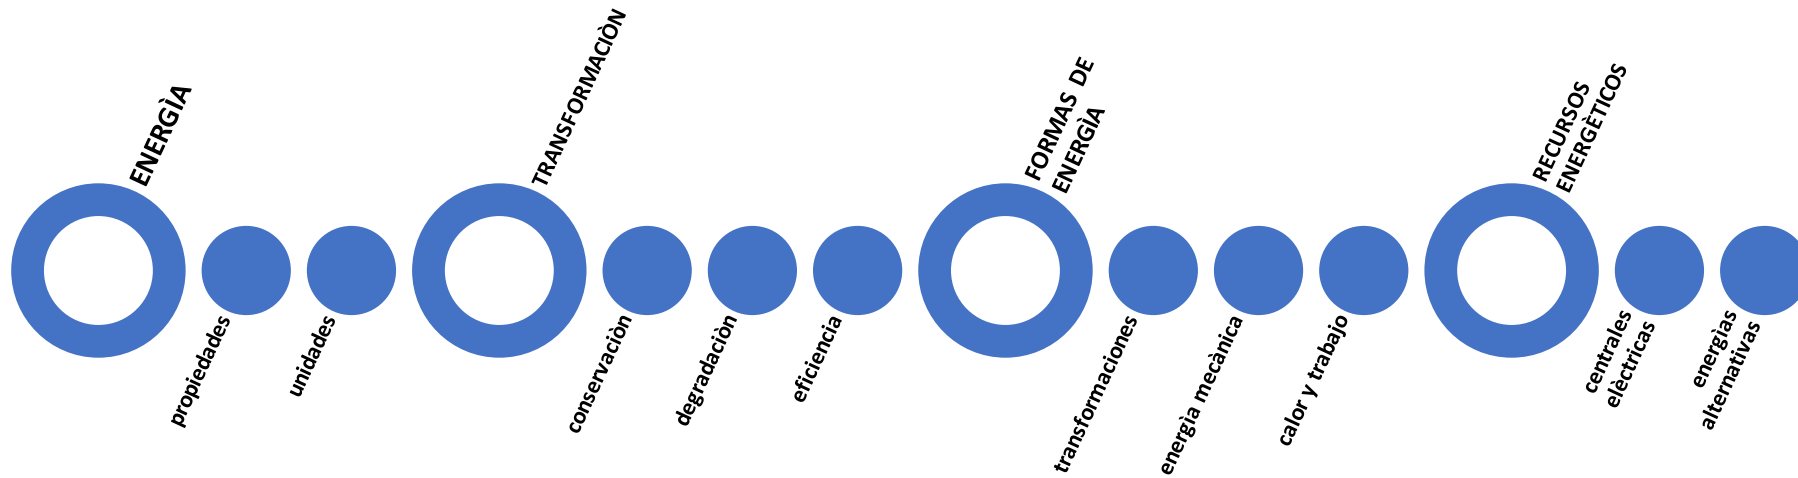 ENERGÌA
propiedades
unidades
TRANSFORMACIÒN
conservaciòn
degradaciòn
eficiencia
FORMAS DE
ENERGÌA
transformaciones
energìa mecànica
calor y trabajo
RECURSOS
ENERGÈTICOS
centrales
elèctricas
energìas
alternativas